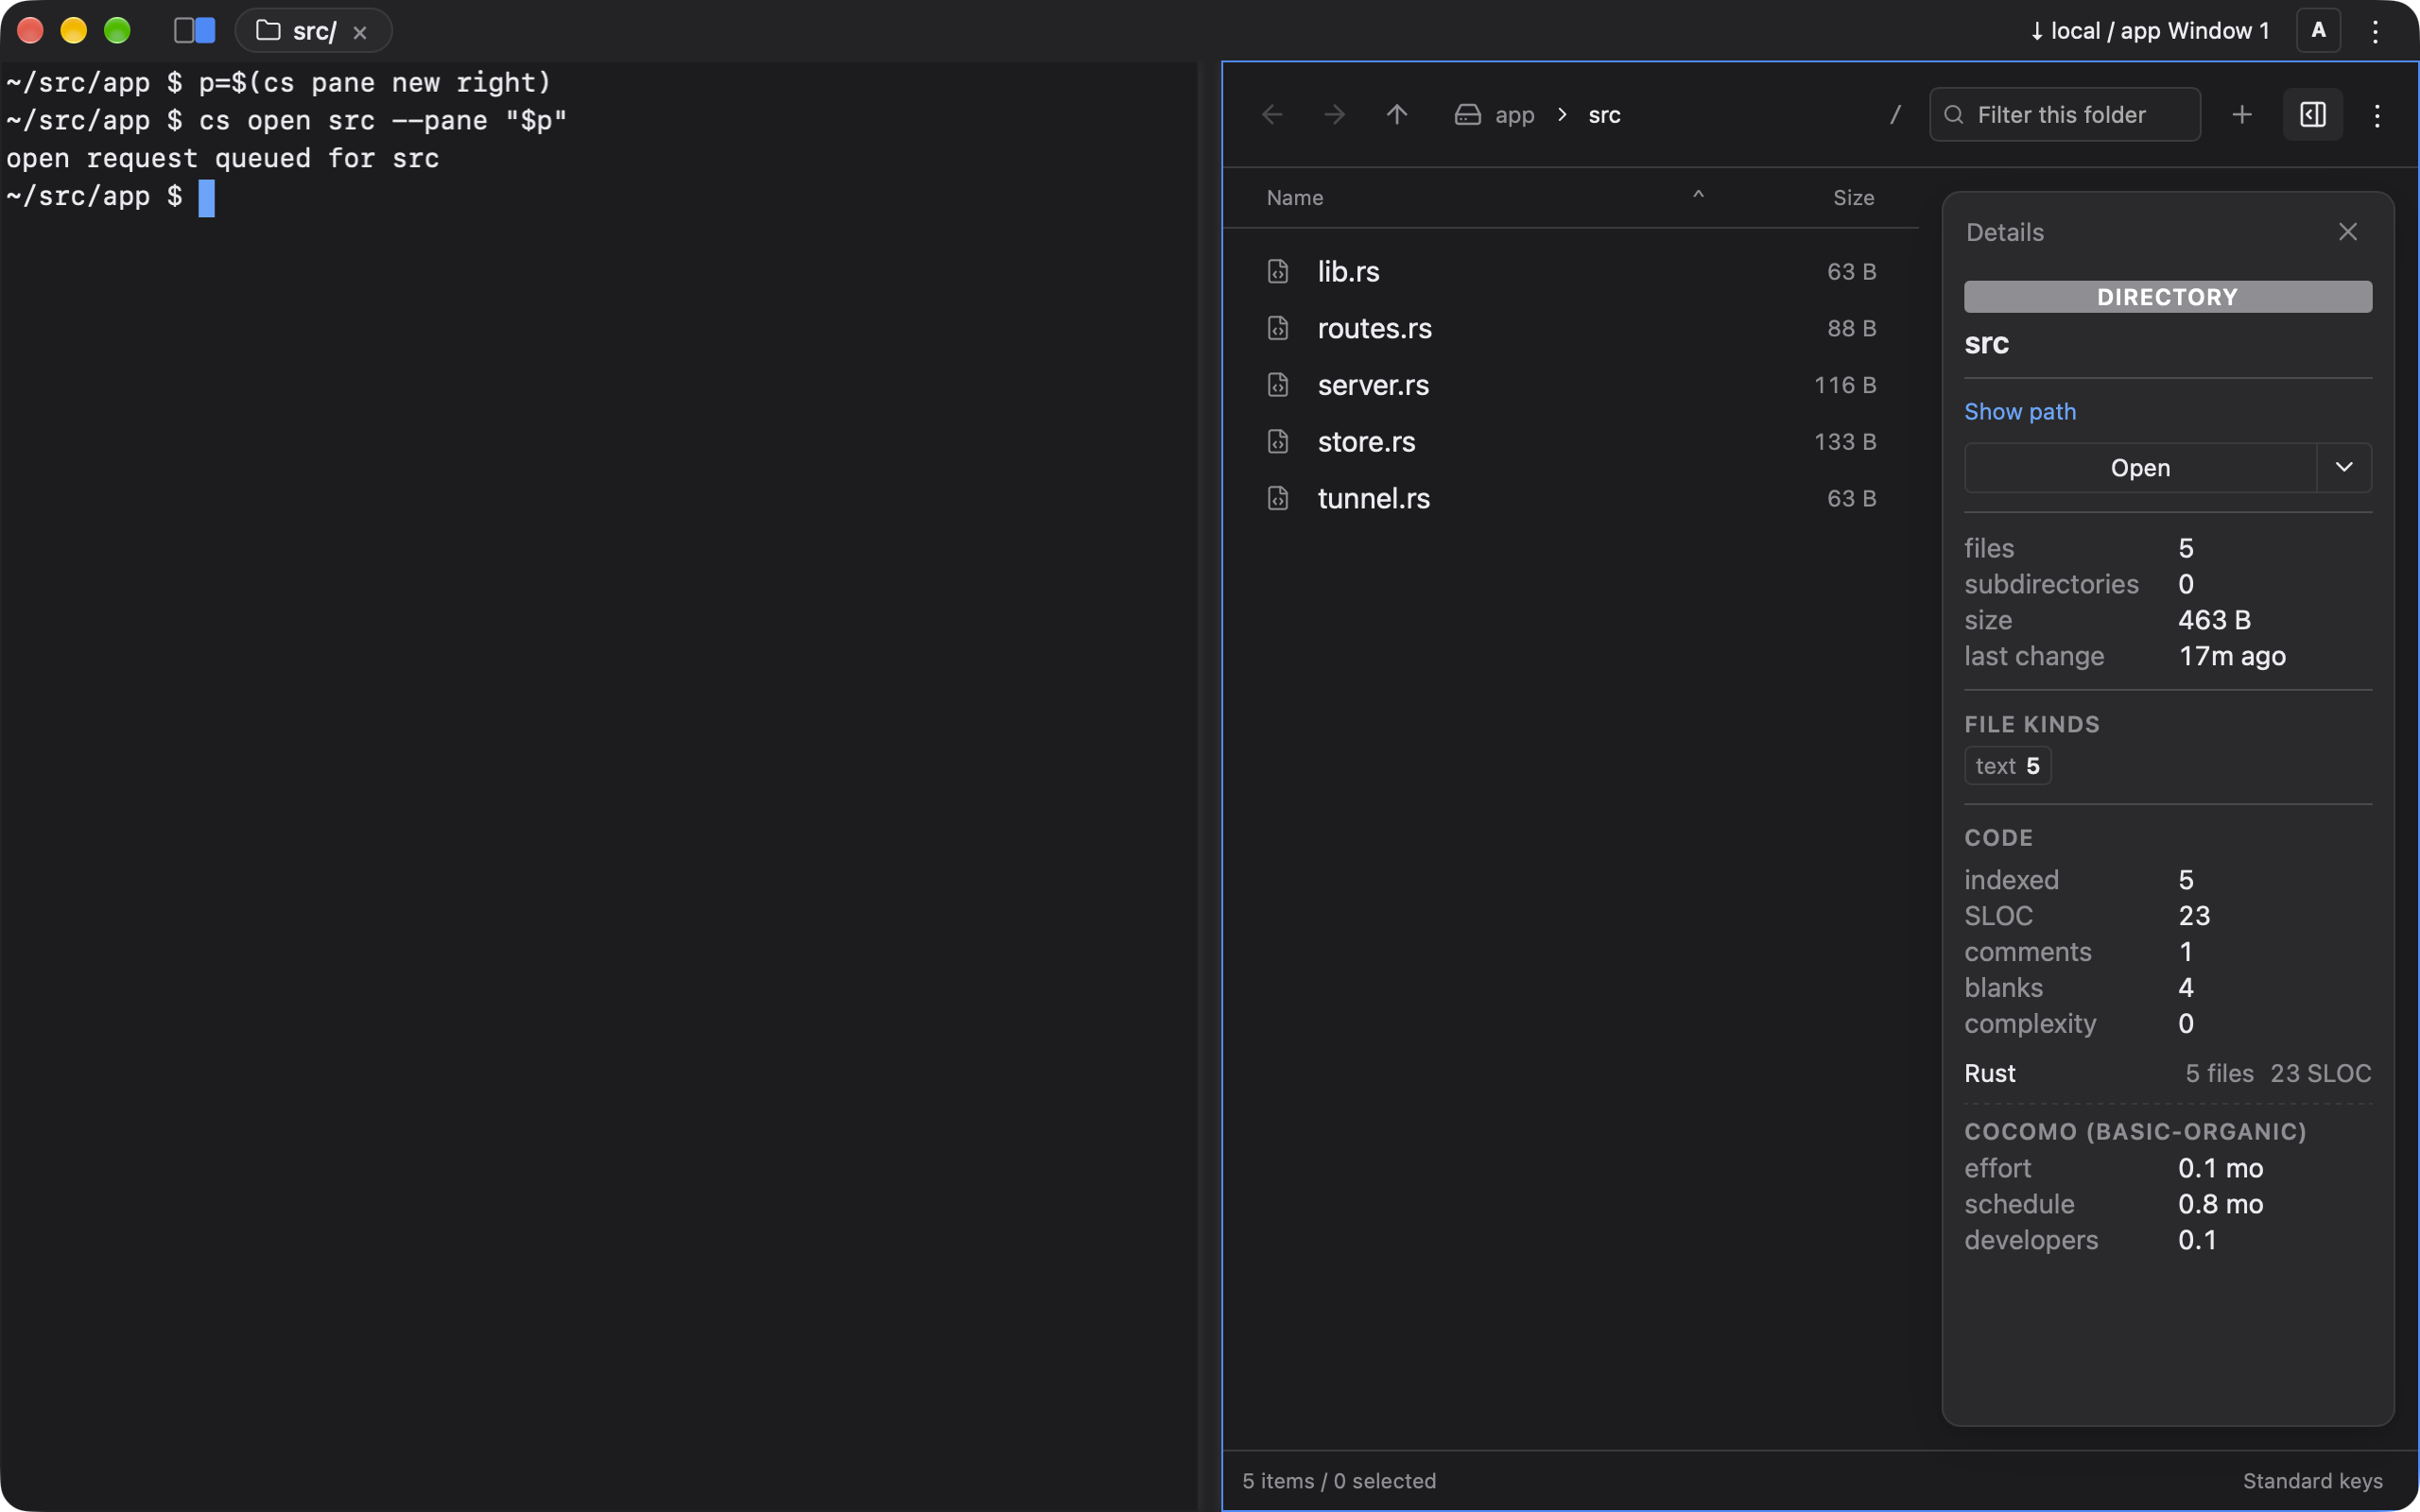 src/
↓ local / app Window 1
A
~/src/app $ p=$(cs pane new right)
~/src/app $ cs open src --pane "$p"
open request queued for src
~/src/app $
app > src
/
Filter this folder
Name ^ Size
lib.rs 63 B
routes.rs 88 B
server.rs 116 B
store.rs 133 B
tunnel.rs 63 B
Details
DIRECTORY
src
Show path
Open
files 5
subdirectories 0
size 463 B
last change 17m ago
FILE KINDS
text 5
CODE
indexed 5
SLOC 23
comments 1
blanks 4
complexity 0
Rust 5 files 23 SLOC
COCOMO (BASIC-ORGANIC)
effort 0.1 mo
schedule 0.8 mo
developers 0.1
5 items / 0 selected
Standard keys